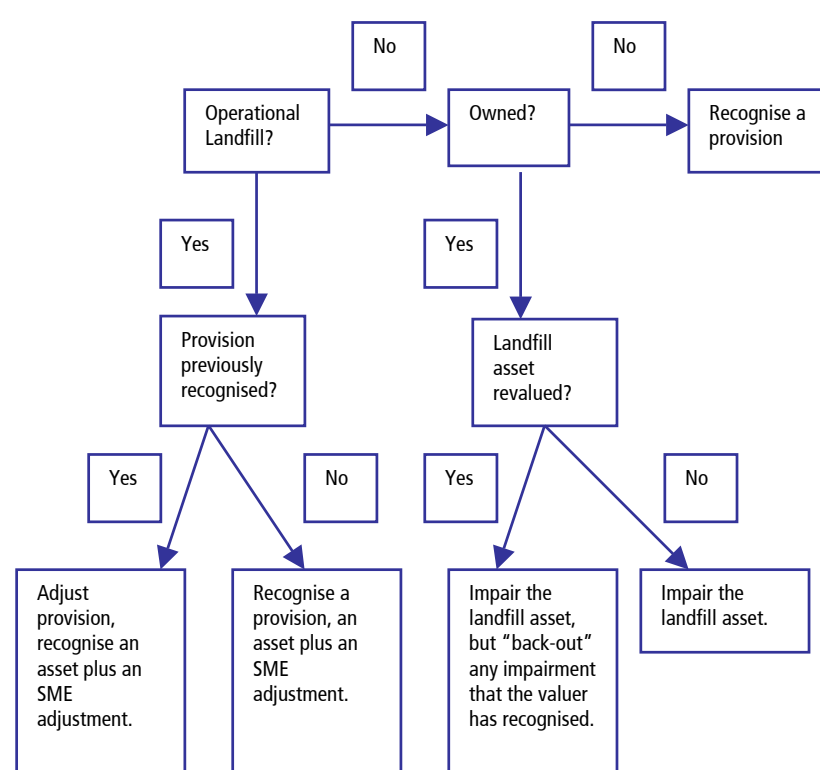 No
No
Operational
Landfill?
Owned?
Recognise a
provision
Yes
Yes
Provision
previously
recognised?
Landfill
asset
revalued?
Yes
No
Yes
No
Adjust
provision,
recognise an
asset plus an
SME
adjustment.
Recognise a
provision, an
asset plus an
SME
adjustment.
Impair the
landfill asset,
but “back-out”
any impairment
that the valuer
has recognised.
Impair the
landfill asset.